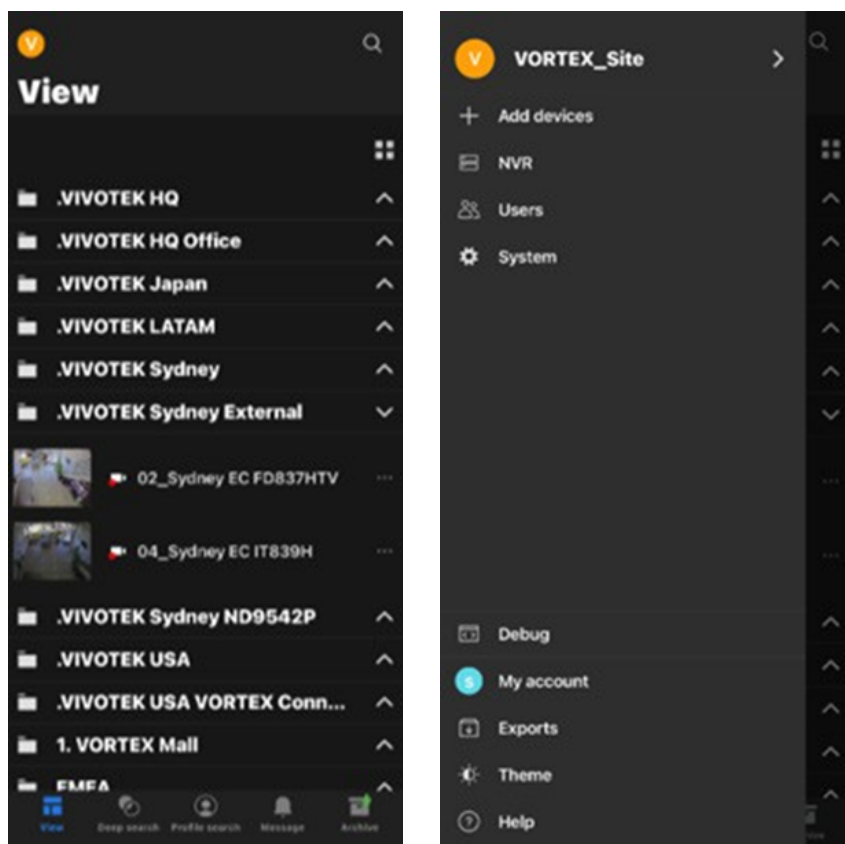 V
View
.VIVOTEK HQ
.VIVOTEK HQ Office
.VIVOTEK Japan
.VIVOTEK LATAM
.VIVOTEK Sydney
.VIVOTEK Sydney External
02_Sydney EC FD837HTV
04_Sydney EC IT839H
.VIVOTEK Sydney ND9542P
.VIVOTEK USA
.VIVOTEK USA VORTEX Conn...
1. VORTEX Mall
EMEA
View Deep search Profile search Message Archive
V VORTEX_Site
Add devices
NVR
Users
System
Debug
S My account
Exports
Theme
Help